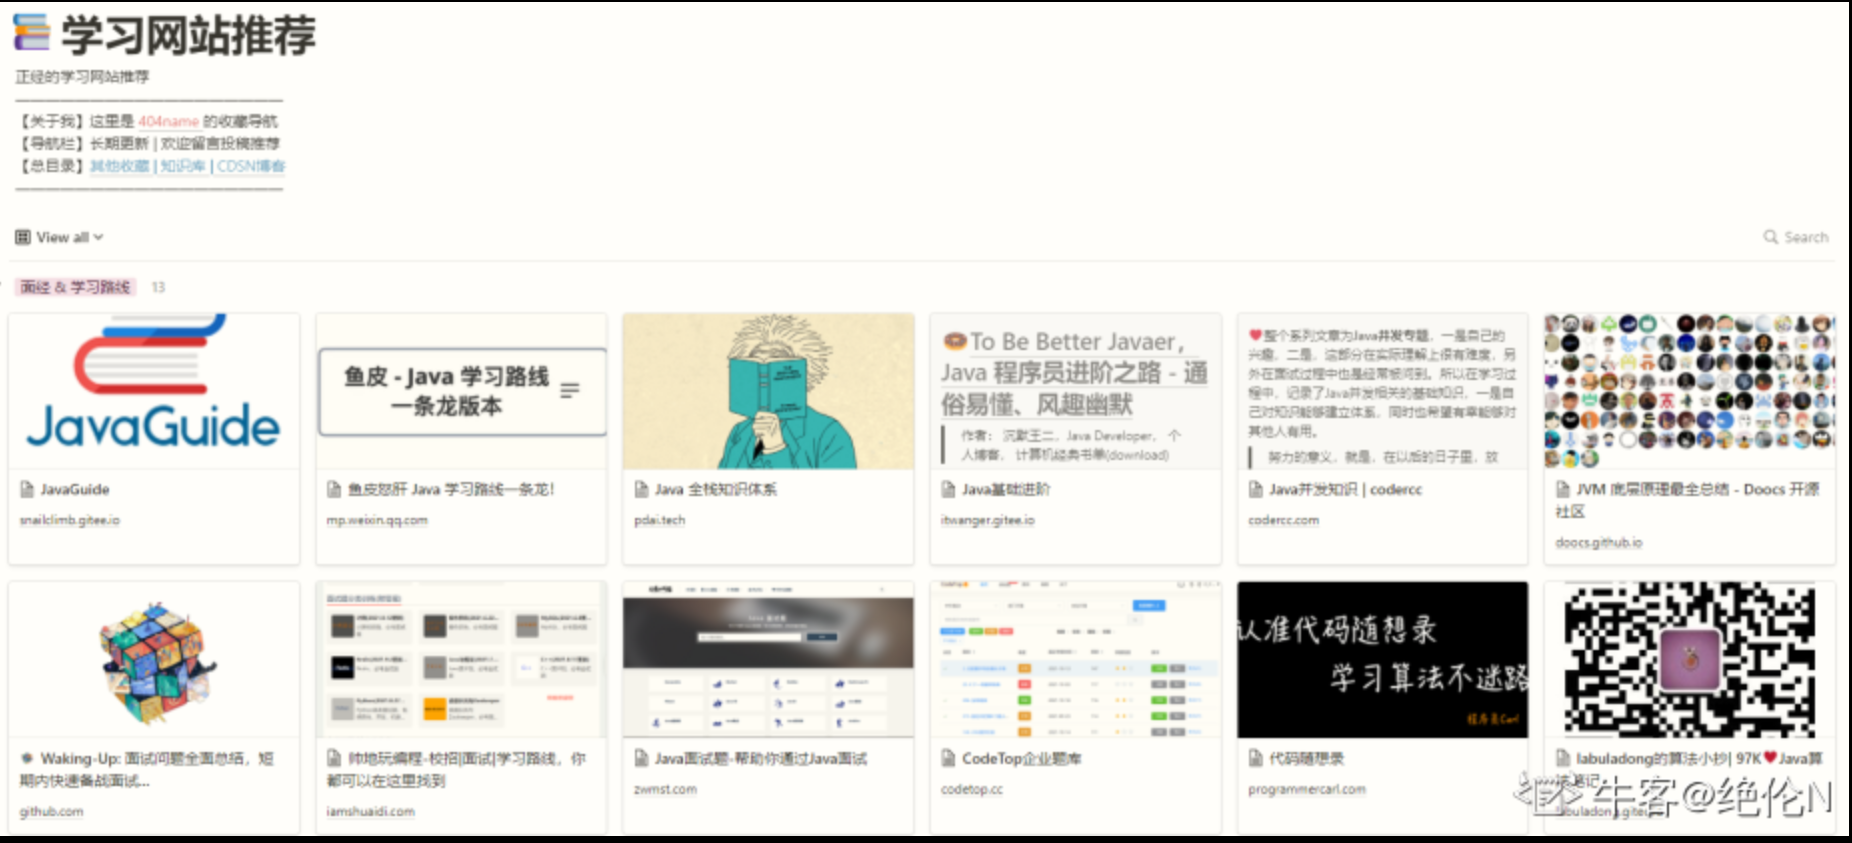 学习网站推荐
正经的学习网站推荐
【关于我】这里是 404name 的收藏导航
【导航栏】长期更新 | 欢迎留言投稿推荐
【总目录】其他收藏 | 知识库 | CDSN博客
View all
Search
面经 & 学习路线 13
JavaGuide
鱼皮 - Java 学习路线
一条龙版本
To Be Better Javaer，
Java 程序员进阶之路 - 通
俗易懂、风趣幽默
作者： 沉默王二，Java Developer， 个
人博客， 计算机经典书单(download)
整个系列文章为Java并发专题，一是自己的
兴趣，二是，这部分在实际理解上很有难度，另
外在面试过程中也是经常被问到。所以在学习过
程中，记录了Java并发相关的基础知识，一是自
己对知识能够建立体系，同时也希望有幸能够对
其他人有用。
努力的意义，就是，在以后的日子里，放
JavaGuide
snailclimb.gitee.io
鱼皮怒肝 Java 学习路线一条龙！
mp.weixin.qq.com
Java 全栈知识体系
pdai.tech
Java基础进阶
itwanger.gitee.io
Java并发知识 | codercc
codercc.com
JVM 底层原理最全总结 - Doocs 开源
社区
doocs.github.io
认准代码随想录
学习算法不迷路
程序员Carl
Waking-Up: 面试问题全面总结，短
期内快速备战面试...
github.com
帅地玩编程-校招|面试|学习路线，你
都可以在这里找到
iamshuaidi.com
Java面试题-帮助你通过Java面试
zwmst.com
CodeTop企业题库
codetop.cc
代码随想录
programmercarl.com
labuladong的算法小抄| 97K❤Java算
笔记
牛客@绝伦N